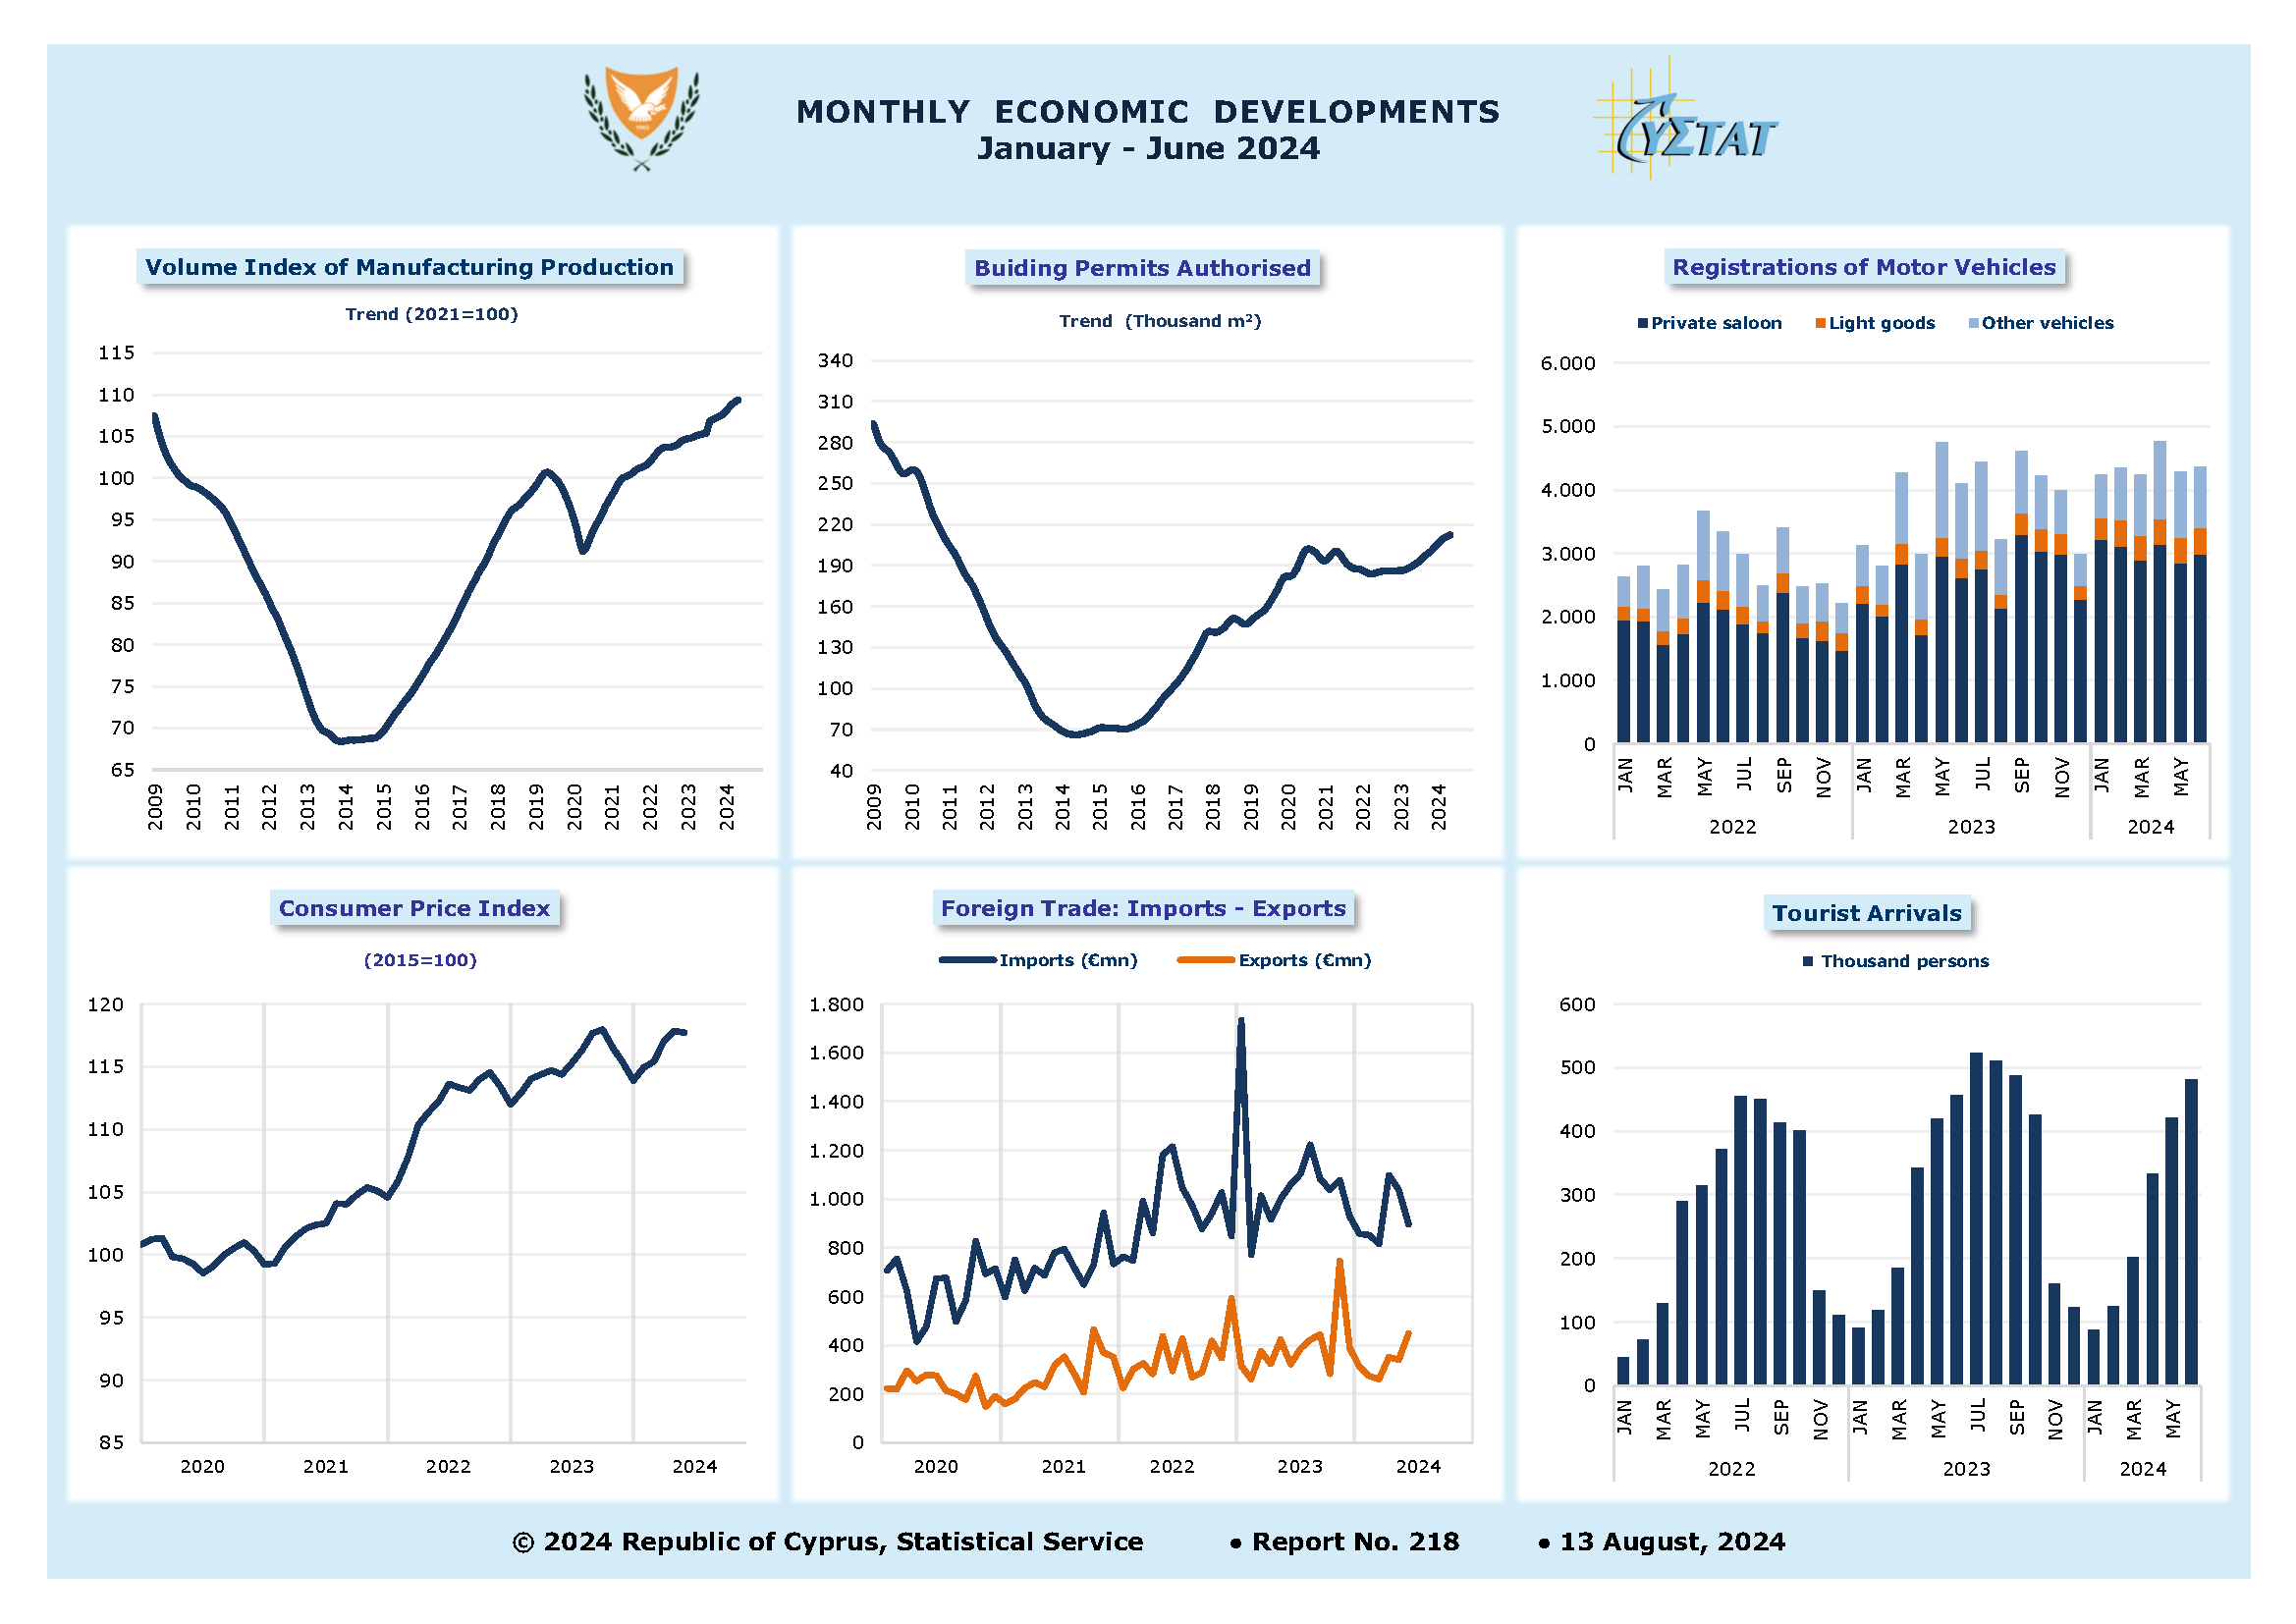 MONTHLY ECONOMIC DEVELOPMENTS
January - June 2024
1960
ΥΣΤΑΤ
Volume Index of Manufacturing Production
Trend (2021=100)
115
110
105
100
95
90
85
80
75
70
65
2009 2010 2011 2012 2013 2014 2015 2016 2017 2018 2019 2020 2021 2022 2023 2024
Buiding Permits Authorised
Trend (Thousand m²)
340
310
280
250
220
190
160
130
100
70
40
2009 2010 2011 2012 2013 2014 2015 2016 2017 2018 2019 2020 2021 2022 2023 2024
Registrations of Motor Vehicles
Private saloon Light goods Other vehicles
6.000
5.000
4.000
3.000
2.000
1.000
0
JAN MAR MAY JUL SEP NOV JAN MAR MAY JUL SEP NOV JAN MAR MAY
2022 2023 2024
Consumer Price Index
(2015=100)
120
115
110
105
100
95
90
85
2020 2021 2022 2023 2024
Foreign Trade: Imports - Exports
Imports (€mn) Exports (€mn)
1.800
1.600
1.400
1.200
1.000
800
600
400
200
0
2020 2021 2022 2023 2024
Tourist Arrivals
Thousand persons
600
500
400
300
200
100
0
JAN MAR MAY JUL SEP NOV JAN MAR MAY JUL SEP NOV JAN MAR MAY
2022 2023 2024
© 2024 Republic of Cyprus, Statistical Service • Report No. 218 • 13 August, 2024